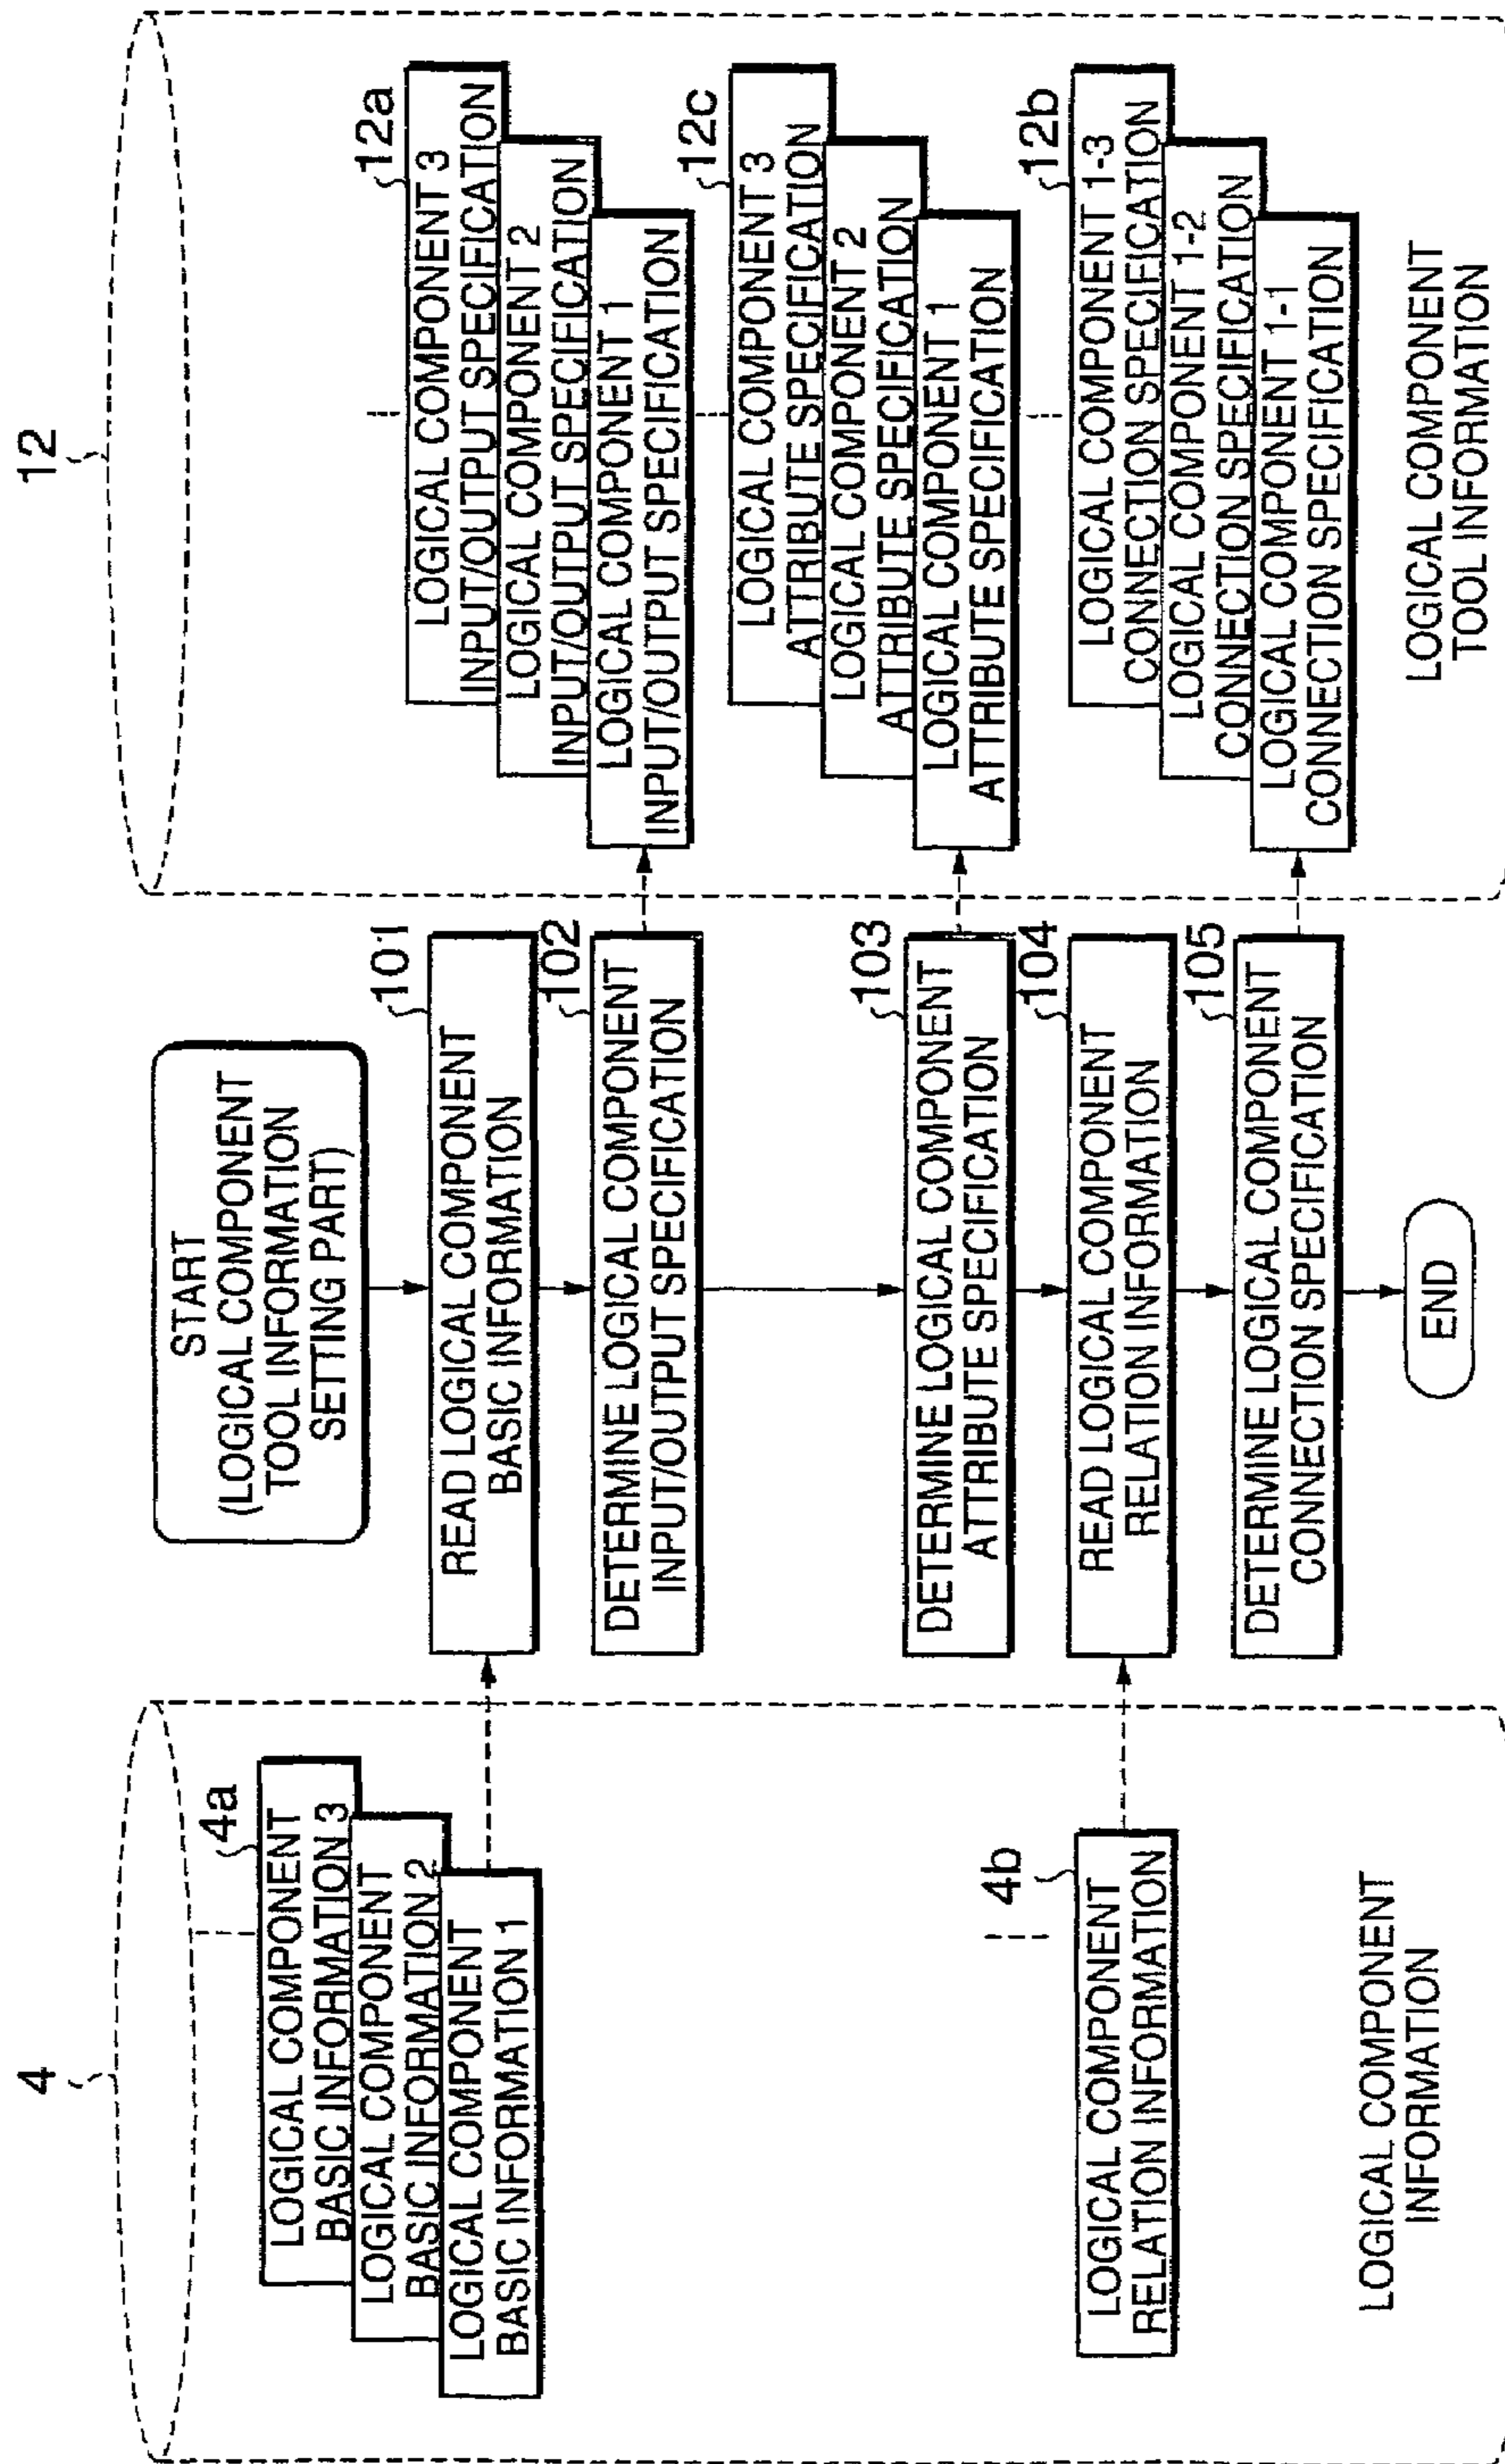 4
4a
LOGICAL COMPONENT
BASIC INFORMATION 3
LOGICAL COMPONENT
BASIC INFORMATION 2
LOGICAL COMPONENT
BASIC INFORMATION 1
4b
LOGICAL COMPONENT
RELATION INFORMATION
LOGICAL COMPONENT
INFORMATION
START
(LOGICAL COMPONENT
TOOL INFORMATION
SETTING PART)
101
READ LOGICAL COMPONENT
BASIC INFORMATION
102
DETERMINE LOGICAL COMPONENT
INPUT/OUTPUT SPECIFICATION
103
DETERMINE LOGICAL COMPONENT
ATTRIBUTE SPECIFICATION
104
READ LOGICAL COMPONENT
RELATION INFORMATION
105
DETERMINE LOGICAL COMPONENT
CONNECTION SPECIFICATION
END
12
12a
LOGICAL COMPONENT 3
INPUT/OUTPUT SPECIFICATION
LOGICAL COMPONENT 2
INPUT/OUTPUT SPECIFICATION
LOGICAL COMPONENT 1
INPUT/OUTPUT SPECIFICATION
12c
LOGICAL COMPONENT 3
ATTRIBUTE SPECIFICATION
LOGICAL COMPONENT 2
ATTRIBUTE SPECIFICATION
LOGICAL COMPONENT 1
ATTRIBUTE SPECIFICATION
12b
LOGICAL COMPONENT 1-3
CONNECTION SPECIFICATION
LOGICAL COMPONENT 1-2
CONNECTION SPECIFICATION
LOGICAL COMPONENT 1-1
CONNECTION SPECIFICATION
LOGICAL COMPONENT
TOOL INFORMATION